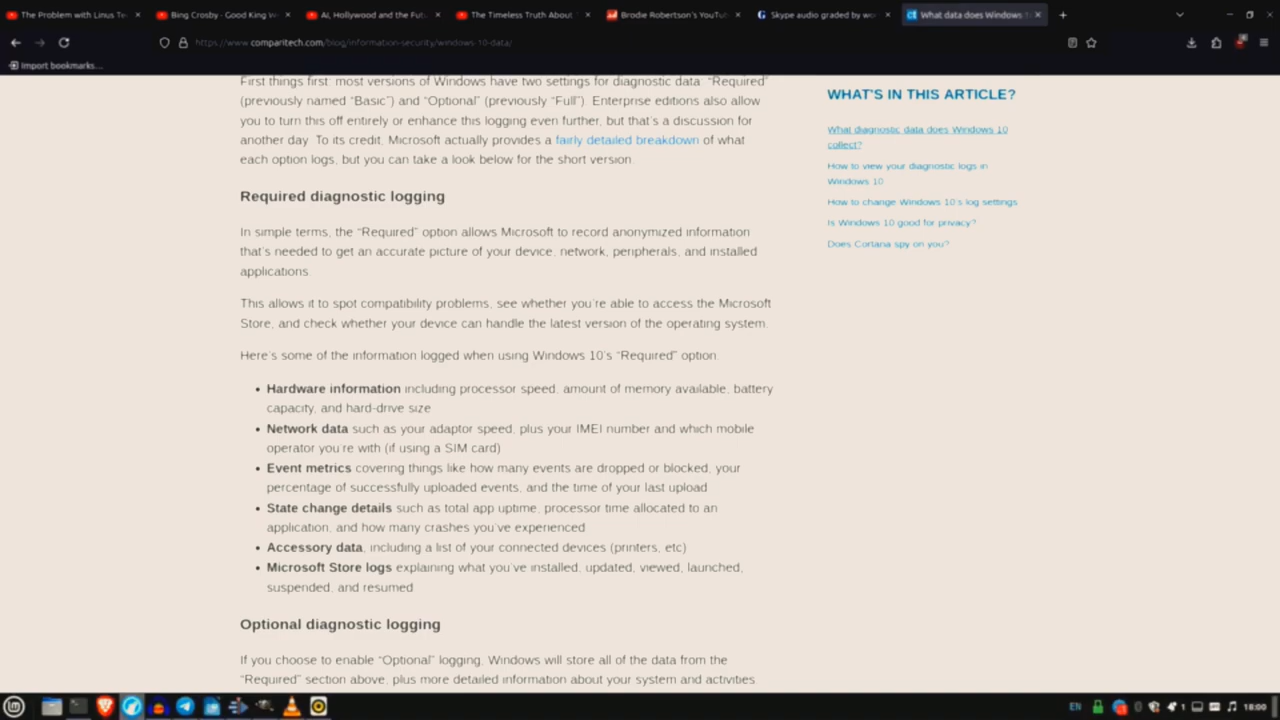 The Problem with Linus Te
Bing Crosby - Good King W
AI, Hollywood and the Fut
The Timeless Truth About
Brodie Robertson's YouTub
Skype audio graded by wo
What data does Windows
https://www.comparitech.com/blog/information-security/windows-10-data/
Import bookmarks...
First things first: most versions of Windows have two settings for diagnostic data: “Required”
(previously named “Basic”) and “Optional” (previously “Full”). Enterprise editions also allow
you to turn this off entirely or enhance this logging even further, but that's a discussion for
another day. To its credit, Microsoft actually provides a fairly detailed breakdown of what
each option logs, but you can take a look below for the short version.
Required diagnostic logging
In simple terms, the “Required” option allows Microsoft to record anonymized information
that's needed to get an accurate picture of your device, network, peripherals, and installed
applications.
This allows it to spot compatibility problems, see whether you're able to access the Microsoft
Store, and check whether your device can handle the latest version of the operating system.
Here's some of the information logged when using Windows 10's “Required” option.
• Hardware information including processor speed, amount of memory available, battery
capacity, and hard-drive size
• Network data such as your adaptor speed, plus your IMEI number and which mobile
operator you're with (if using a SIM card)
• Event metrics covering things like how many events are dropped or blocked, your
percentage of successfully uploaded events, and the time of your last upload
• State change details such as total app uptime, processor time allocated to an
application, and how many crashes you've experienced
• Accessory data, including a list of your connected devices (printers, etc)
• Microsoft Store logs explaining what you've installed, updated, viewed, launched,
suspended, and resumed
Optional diagnostic logging
If you choose to enable “Optional” logging, Windows will store all of the data from the
“Required” section above, plus more detailed information about your system and activities
WHAT'S IN THIS ARTICLE?
What diagnostic data does Windows 10
collect?
How to view your diagnostic logs in
Windows 10
How to change Windows 10's log settings
Is Windows 10 good for privacy?
Does Cortana spy on you?
EN
1
18:00